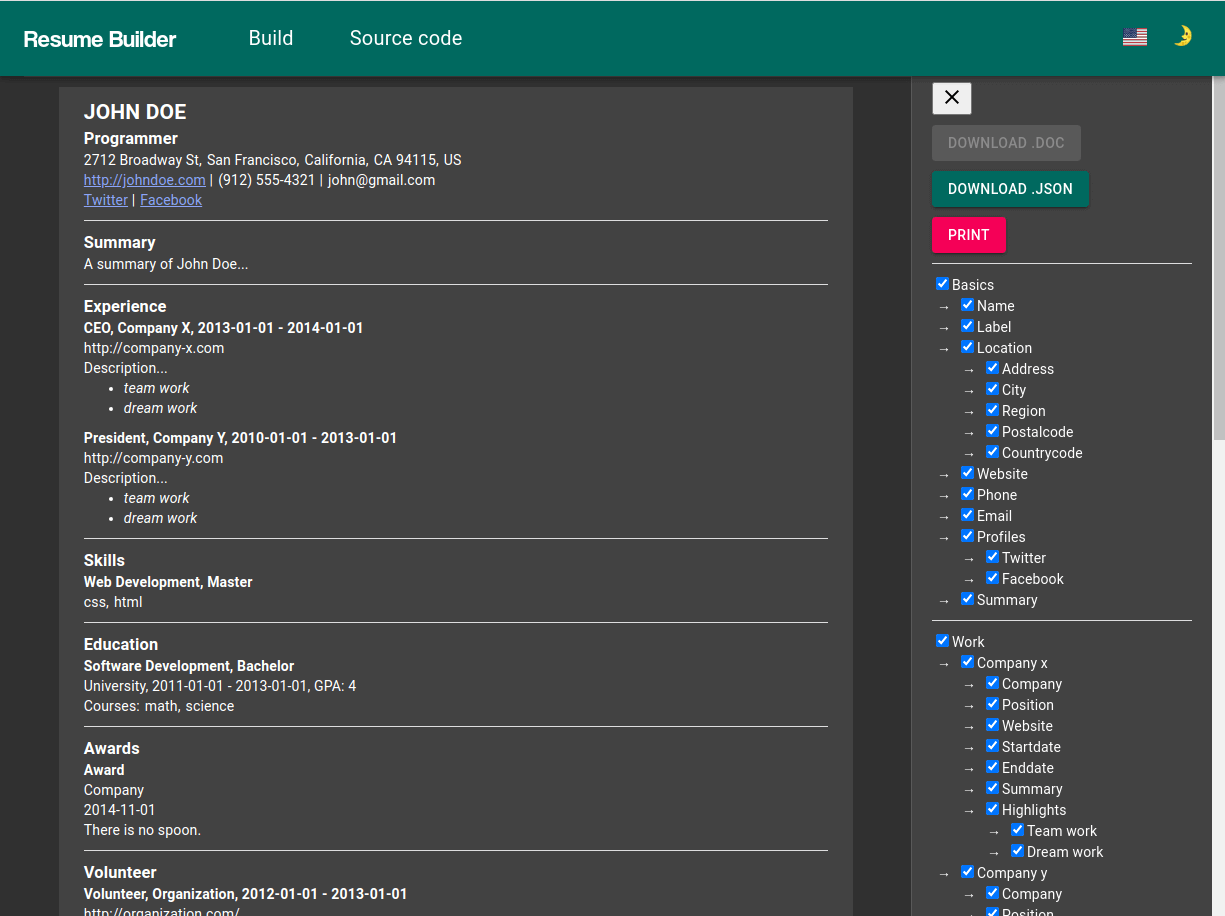 Resume Builder
Build
Source code
JOHN DOE
Programmer
2712 Broadway St, San Francisco, California, CA 94115, US
http://johndoe.com | (912) 555-4321 | john@gmail.com
Twitter | Facebook
Summary
A summary of John Doe...
Experience
CEO, Company X, 2013-01-01 - 2014-01-01
http://company-x.com
Description...
• team work
• dream work
President, Company Y, 2010-01-01 - 2013-01-01
http://company-y.com
Description...
• team work
• dream work
Skills
Web Development, Master
css, html
Education
Software Development, Bachelor
University, 2011-01-01 - 2013-01-01, GPA: 4
Courses: math, science
Awards
Award
Company
2014-11-01
There is no spoon.
Volunteer
Volunteer, Organization, 2012-01-01 - 2013-01-01
http://organization.com/
DOWNLOAD .DOC
DOWNLOAD .JSON
PRINT
Basics
→ Name
→ Label
→ Location
→ Address
→ City
→ Region
→ Postalcode
→ Countrycode
→ Website
→ Phone
→ Email
→ Profiles
→ Twitter
→ Facebook
→ Summary
Work
→ Company x
→ Company
→ Position
→ Website
→ Startdate
→ Enddate
→ Summary
→ Highlights
→ Team work
→ Dream work
→ Company y
→ Company
→ Position